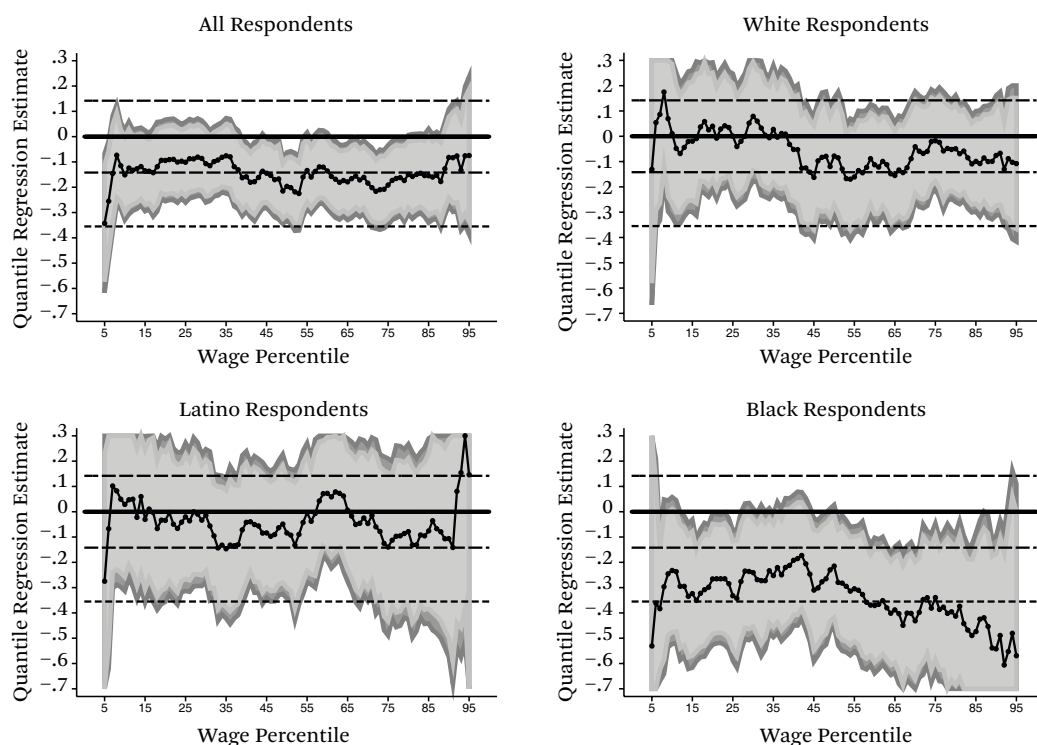 All Respondents
Quantile Regression Estimate
.3
.2
.1
0
−.1
−.2
−.3
−.4
−.5
−.6
−.7
5 15 25 35 45 55 65 75 85 95
Wage Percentile
White Respondents
Quantile Regression Estimate
.3
.2
.1
0
−.1
−.2
−.3
−.4
−.5
−.6
−.7
5 15 25 35 45 55 65 75 85 95
Wage Percentile
Latino Respondents
Quantile Regression Estimate
.3
.2
.1
0
−.1
−.2
−.3
−.4
−.5
−.6
−.7
5 15 25 35 45 55 65 75 85 95
Wage Percentile
Black Respondents
Quantile Regression Estimate
.3
.2
.1
0
−.1
−.2
−.3
−.4
−.5
−.6
−.7
5 15 25 35 45 55 65 75 85 95
Wage Percentile